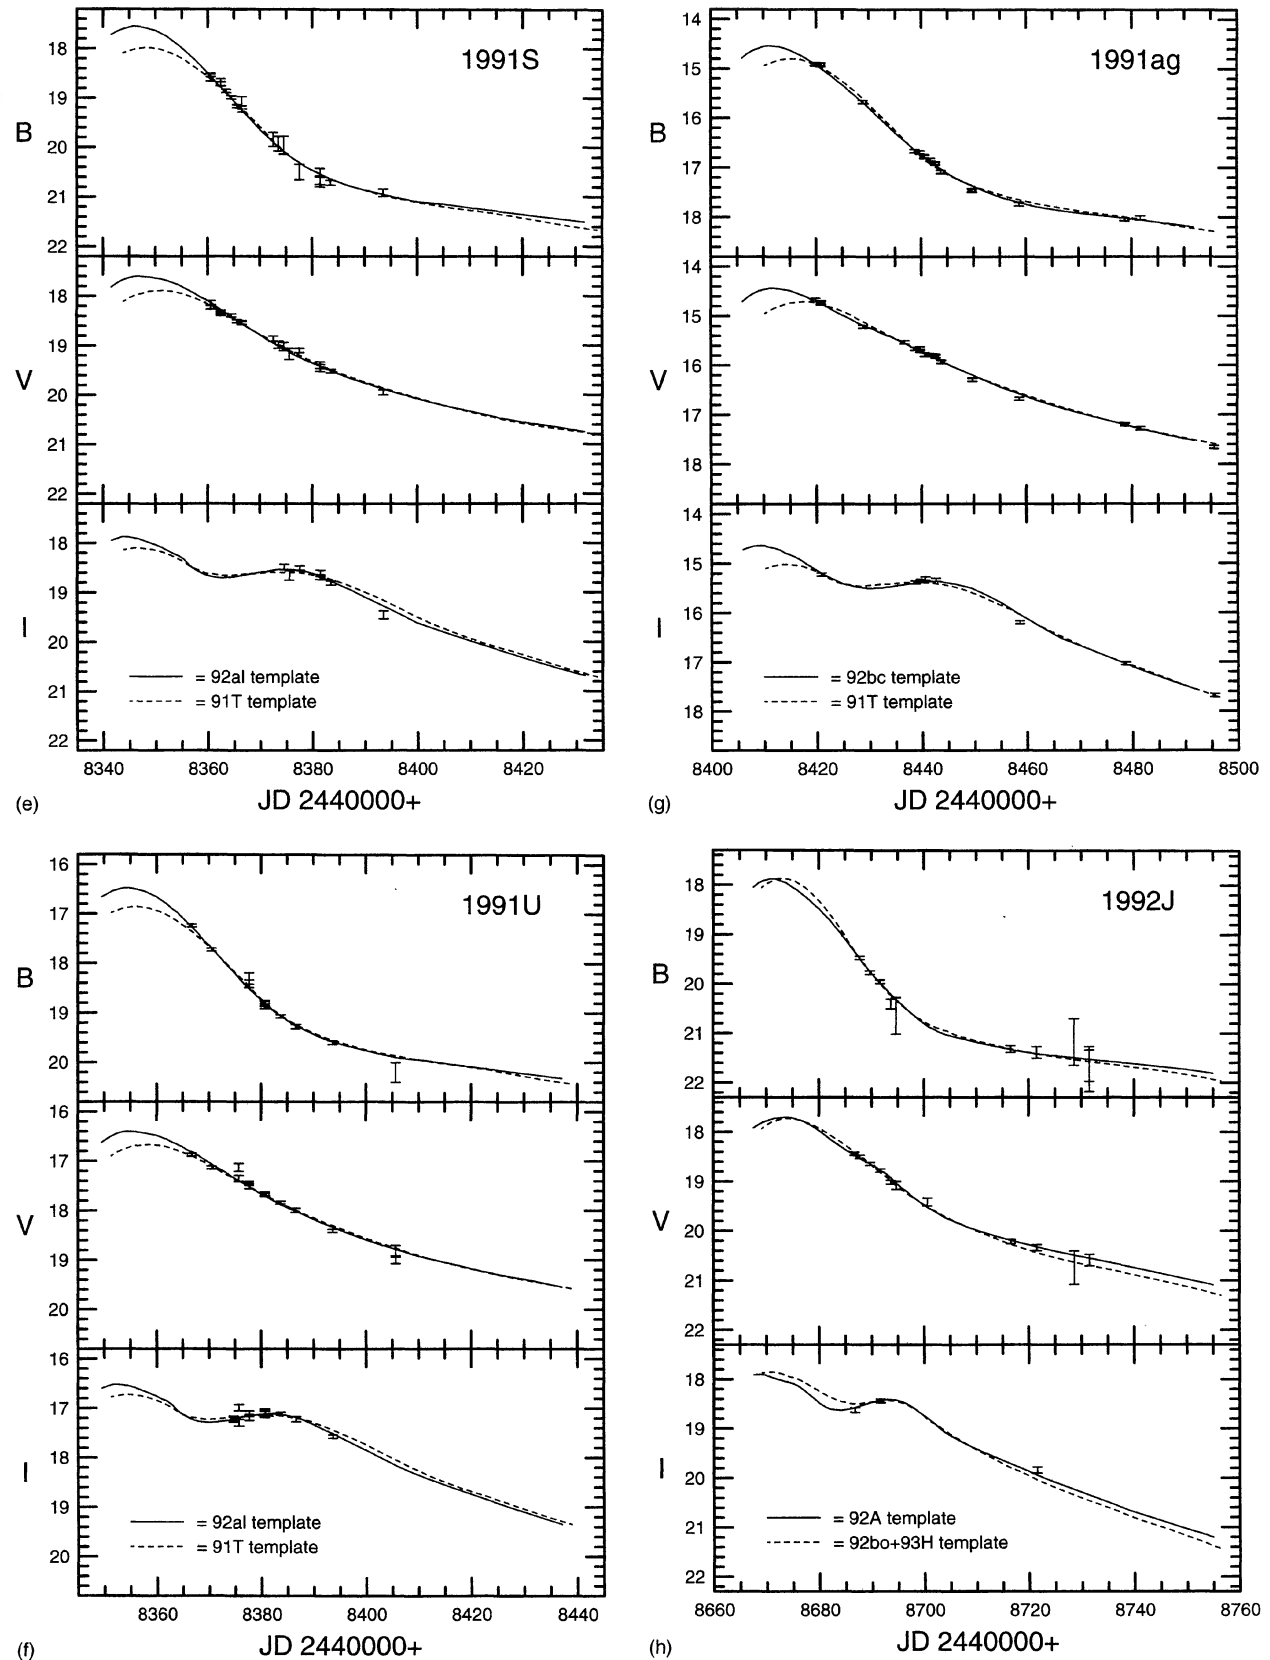 1991S
B
18
19
20
21
22
V
18
19
20
21
22
I
18
19
20
21
22
= 92al template
= 91T template
8340 8360 8380 8400 8420
(e) JD 2440000+
1991ag
B
14
15
16
17
18
V
14
15
16
17
18
I
14
15
16
17
18
= 92bc template
= 91T template
8400 8420 8440 8460 8480 8500
(g) JD 2440000+
1991U
B
16
17
18
19
20
V
16
17
18
19
20
I
16
17
18
19
20
= 92al template
= 91T template
8360 8380 8400 8420 8440
(f) JD 2440000+
1992J
B
18
19
20
21
22
V
18
19
20
21
22
I
18
19
20
21
22
= 92A template
= 92bo+93H template
8660 8680 8700 8720 8740 8760
(h) JD 2440000+